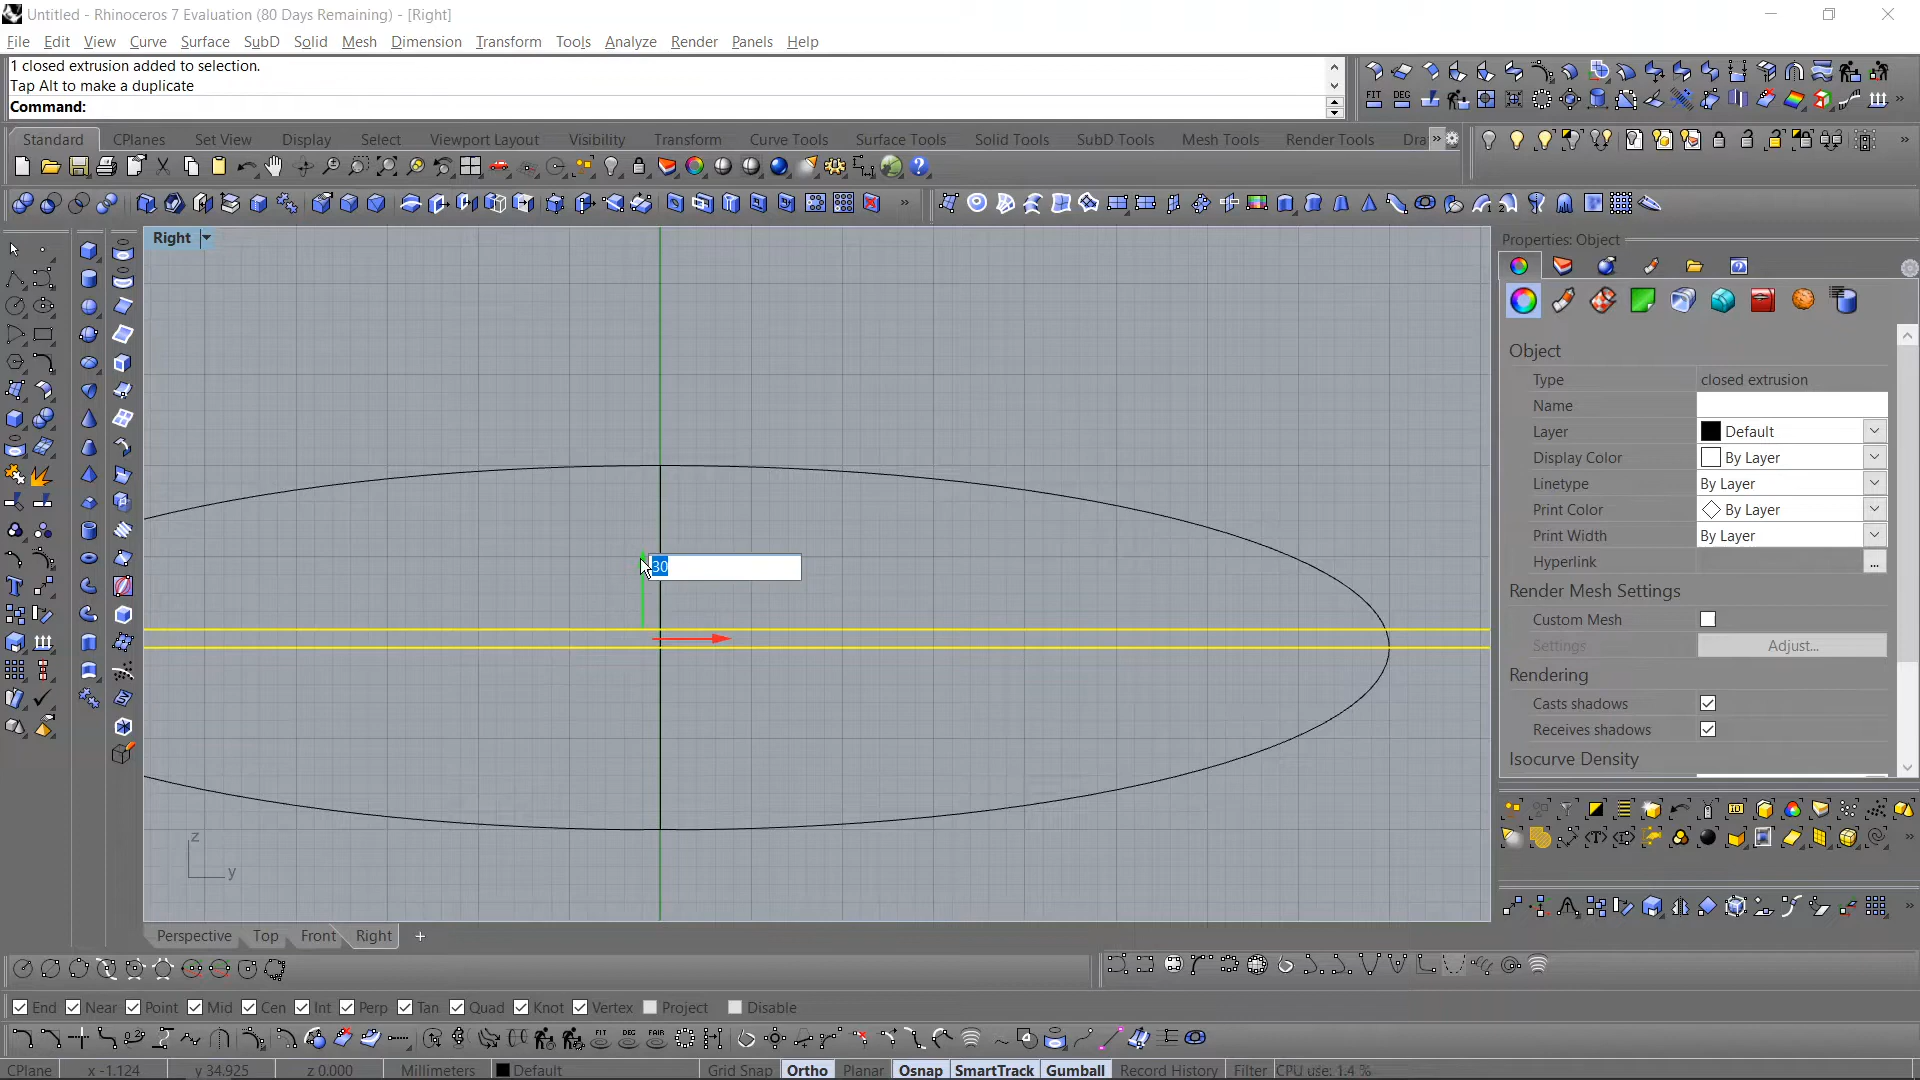 Untitled - Rhinoceros 7 Evaluation (80 Days Remaining) - [Right]
File Edit View Curve Surface SubD Solid Mesh Dimension Transform Tools Analyze Render Panels Help
1 closed extrusion added to selection.
Tap Alt to make a duplicate
Command:
FIT DEG
Standard CPlanes Set View Display Select Viewport Layout Visibility Transform Curve Tools Surface Tools Solid Tools SubD Tools Mesh Tools Render Tools Dra
Right
Properties: Object
Object
Type closed extrusion
Name
Layer Default
Display Color By Layer
Linetype By Layer
Print Color By Layer
Print Width By Layer
Hyperlink ...
30
Render Mesh Settings
Custom Mesh
Settings Adjust...
Rendering
Casts shadows
Receives shadows
Isocurve Density
z
y
Perspective Top Front Right
End Near Point Mid Cen Int Perp Tan Quad Knot Vertex Project Disable
FIT DEG FAIR
CPlane x -1.124 y 34.925 z 0.000 Millimeters Default Grid Snap Ortho Planar Osnap SmartTrack Gumball Record History Filter CPU use: 1.4 %